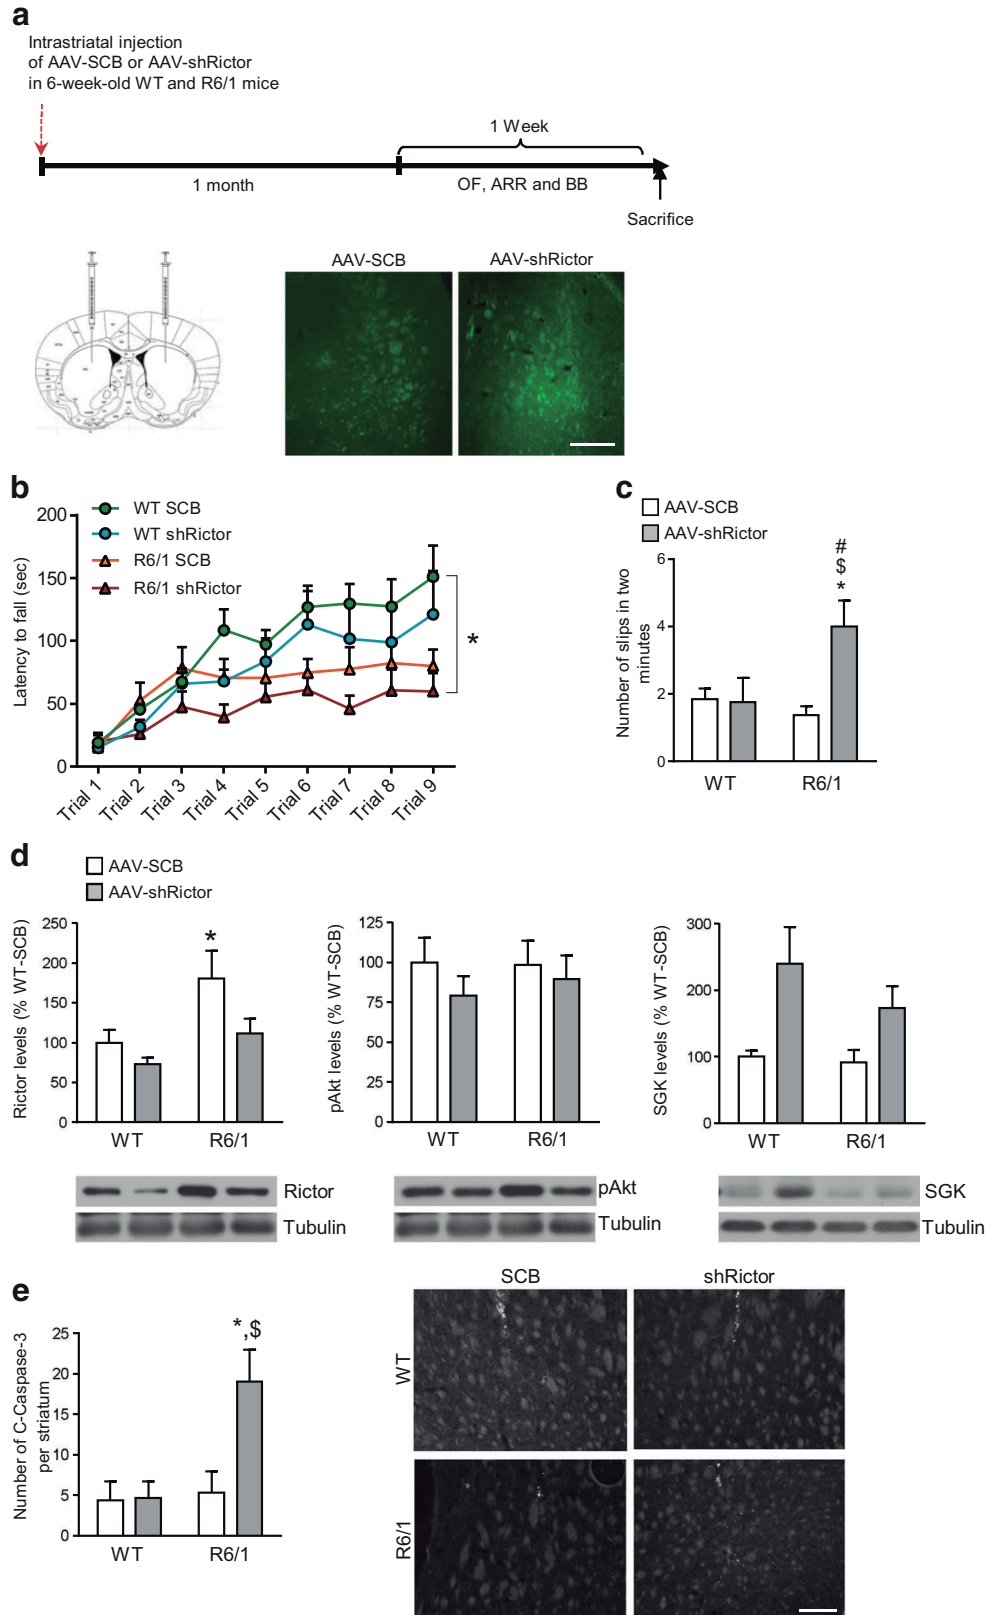 a
Intrastriatal injection
of AAV-SCB or AAV-shRictor
in 6-week-old WT and R6/1 mice
1 Week
1 month
OF, ARR and BB
Sacrifice
AAV-SCB
AAV-shRictor
b
WT SCB
WT shRictor
R6/1 SCB
R6/1 shRictor
Latency to fall (sec)
200
150
100
50
0
*
Trial 1
Trial 2
Trial 3
Trial 4
Trial 5
Trial 6
Trial 7
Trial 8
Trial 9
c
AAV-SCB
AAV-shRictor
Number of slips in two
minutes
6
4
2
0
#
$
*
WT
R6/1
d
AAV-SCB
AAV-shRictor
Rictor levels (% WT-SCB)
250
200
150
100
50
0
*
WT
R6/1
pAkt levels (% WT-SCB)
125
100
75
50
25
0
WT
R6/1
SGK levels (% WT-SCB)
300
200
100
0
WT
R6/1
Rictor
Tubulin
pAkt
Tubulin
SGK
Tubulin
e
Number of C-Caspase-3
per striatum
25
20
15
10
5
0
*,$
WT
R6/1
SCB
shRictor
WT
R6/1